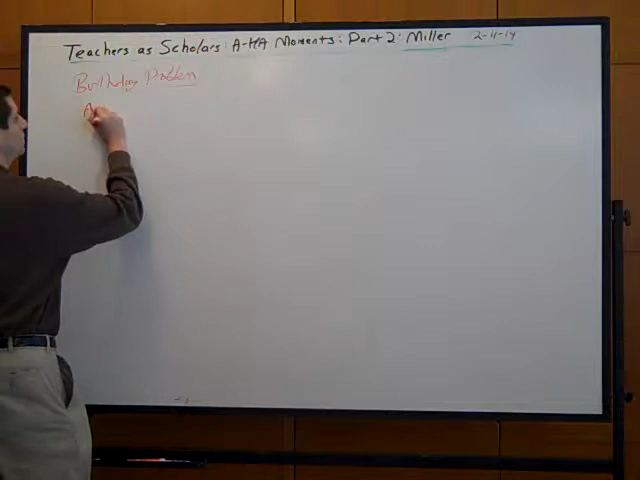 Teachers as Scholars: A-HA Moments: Part 2: Miller 2-11-14
Birthday Problem
A